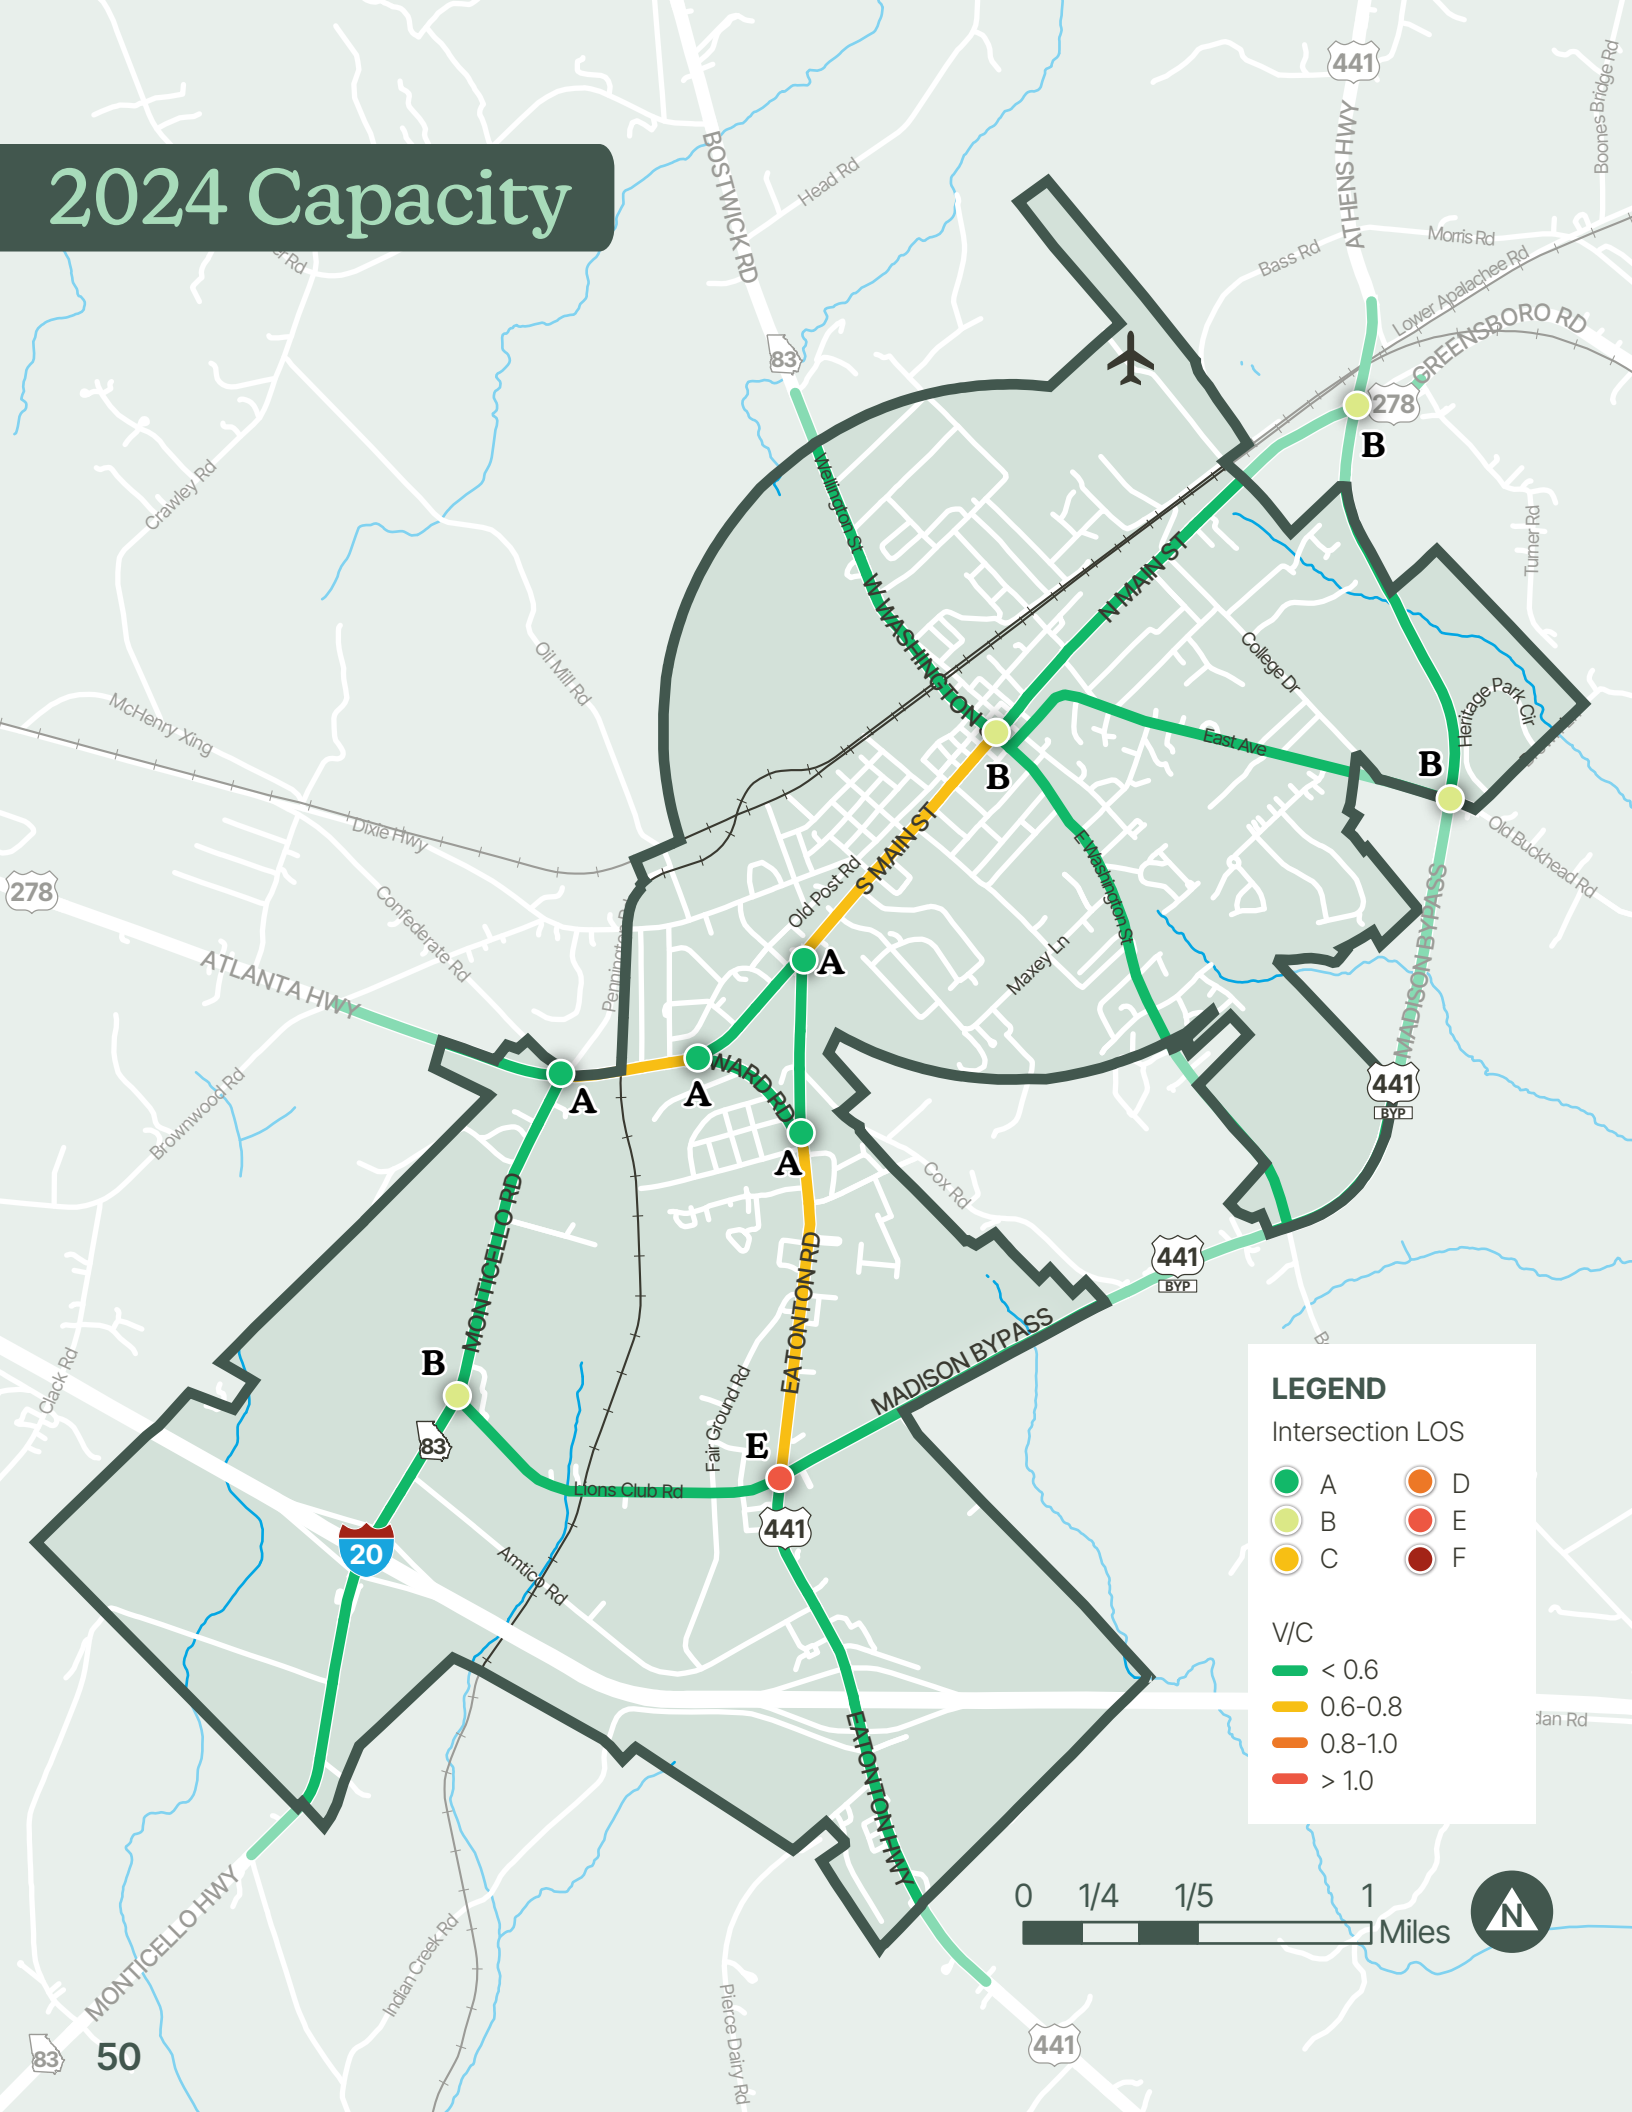 2024 Capacity
441
ATHENS HWY
Boones Bridge Rd
BOSTWICK RD
Head Rd
Bass Rd
Morris Rd
Lower Apalachee Rd
GREENSBORO RD
83
278
B
Crawley Rd
Wellington St
W WASHINGTON
N MAIN ST
Turner Rd
College Dr
Oil Mill Rd
McHenry Xing
Heritage Park Cir
East Ave
B
B
Dixie Hwy
S MAIN ST
E Washington St
Old Buckhead Rd
278
Old Post Rd
Confederate Rd
MADISON BYPASS
ATLANTA HWY
A
Maxey Ln
WARD RD
A
A
A
441
BYP
Brownwood Rd
Cox Rd
MONTICELLO RD
EATONTON RD
441
BYP
MADISON BYPASS
Clack Rd
B
83
Fair Ground Rd
E
Lions Club Rd
441
20
Amtico Rd
LEGEND
Intersection LOS
A
D
B
E
C
F
V/C
< 0.6
0.6-0.8
0.8-1.0
> 1.0
dan Rd
EATONTON HWY
MONTICELLO HWY
Indian Creek Rd
Pierce Dairy Rd
0 1/4 1/5 1
Miles
N
441
83
50